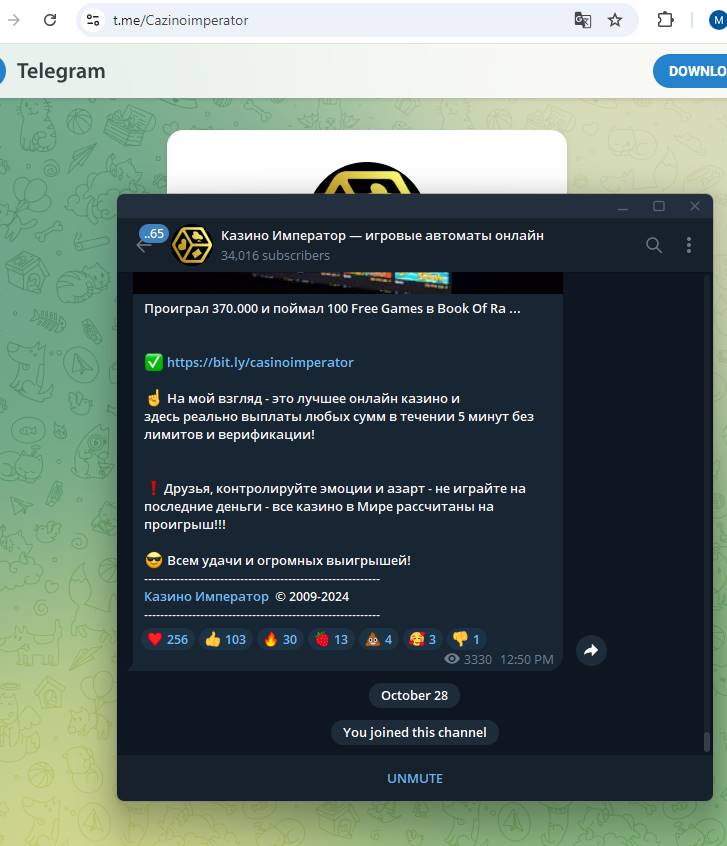 t.me/Cazinoimperator
M
Telegram
DOWNLO
..65
Казино Император — игровые автоматы онлайн
34,016 subscribers
Проиграл 370.000 и поймал 100 Free Games в Book Of Ra ...
✅ https://bit.ly/casinoimperator
☝ На мой взгляд - это лучшее онлайн казино и
здесь реально выплаты любых сумм в течении 5 минут без
лимитов и верификации!
❗ Друзья, контролируйте эмоции и азарт - не играйте на
последние деньги - все казино в Мире рассчитаны на
проигрыш!!!
😎 Всем удачи и огромных выигрышей!
-----------------------------------------------------------
Казино Император © 2009-2024
-----------------------------------------------------------
❤ 256 👍 103 🔥 30 🍓 13 💩 4 🥰 3 👎 1
3330 12:50 PM
October 28
You joined this channel
UNMUTE